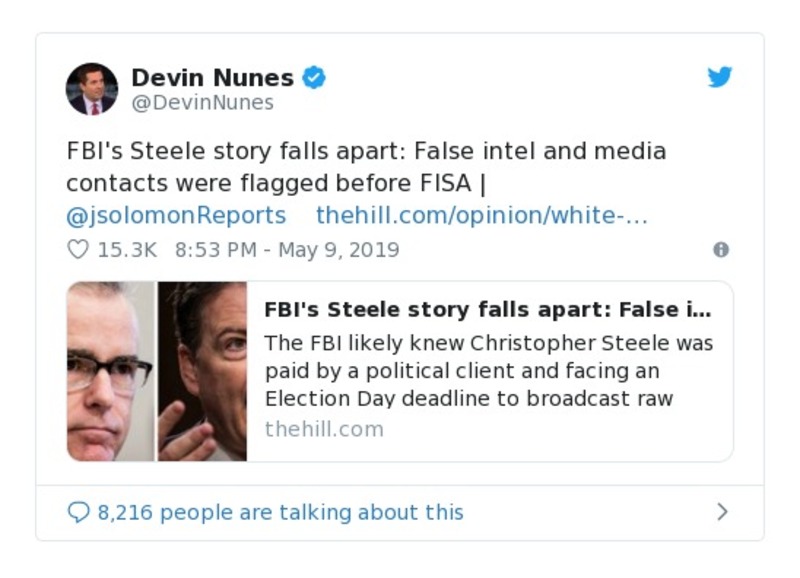 Devin Nunes
@DevinNunes
FBI's Steele story falls apart: False intel and media
contacts were flagged before FISA |
@jsolomonReports thehill.com/opinion/white-...
15.3K 8:53 PM - May 9, 2019
FBI's Steele story falls apart: False i...
The FBI likely knew Christopher Steele was
paid by a political client and facing an
Election Day deadline to broadcast raw
thehill.com
8,216 people are talking about this